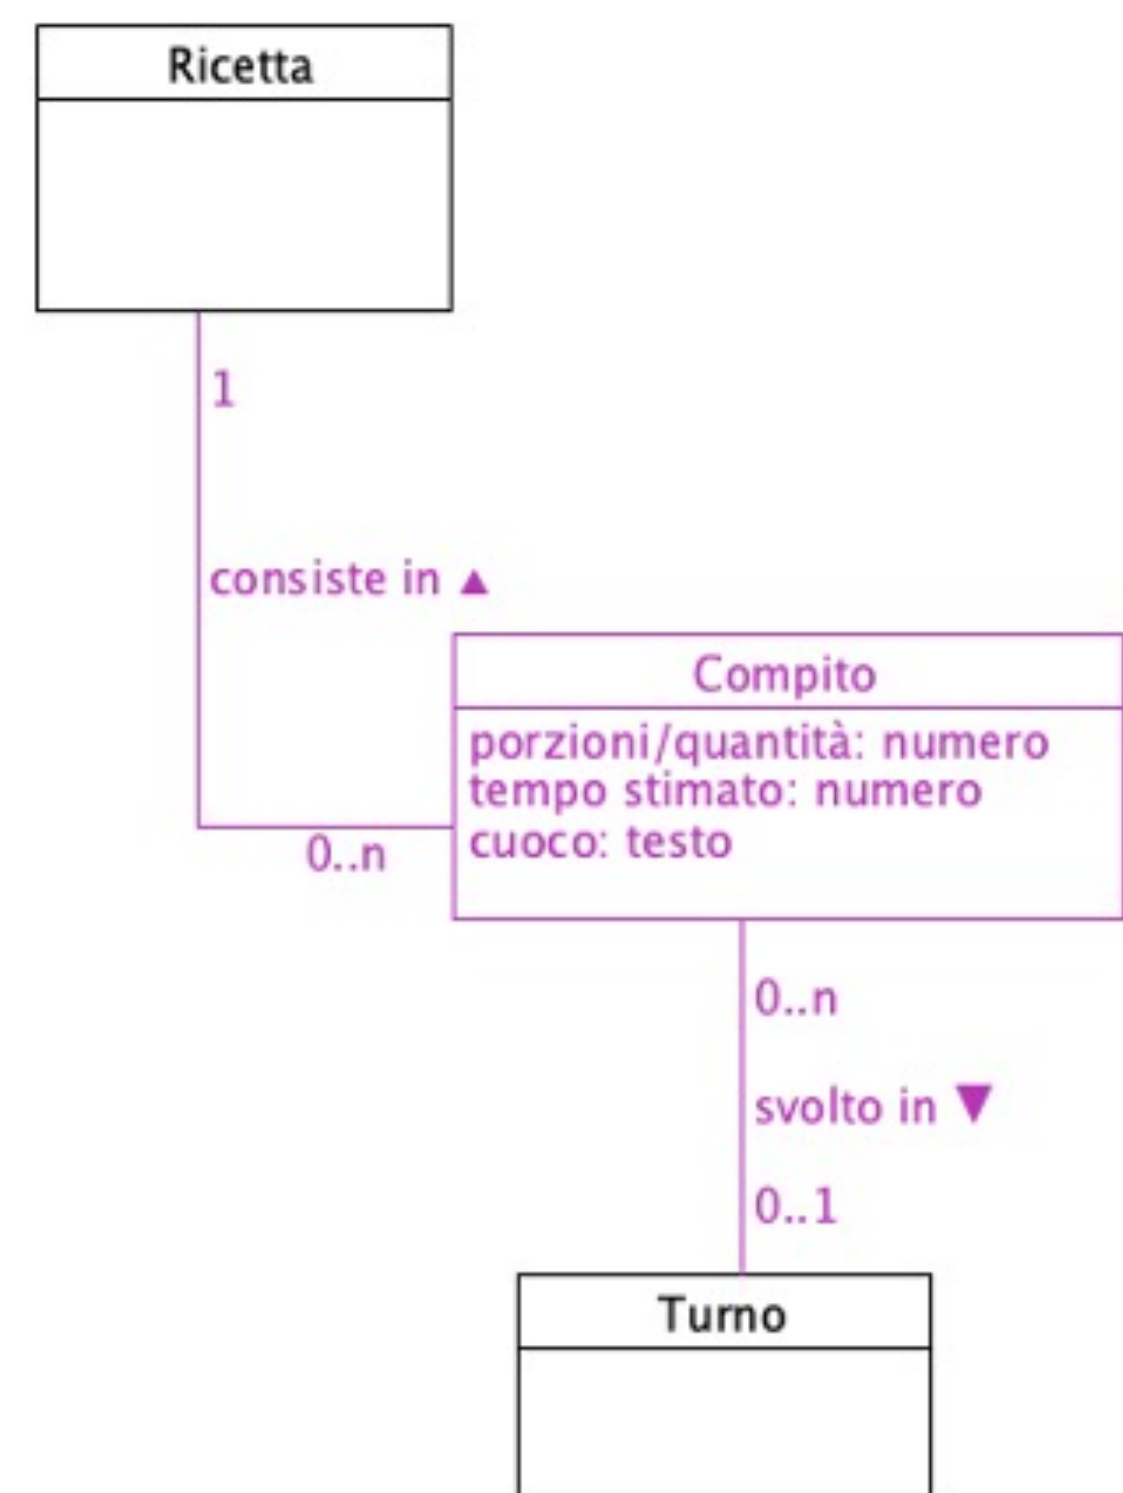 Ricetta
1
consiste in ▲
Compito
porzioni/quantità: numero
tempo stimato: numero
cuoco: testo
0..n
0..n
svolto in ▼
0..1
Turno